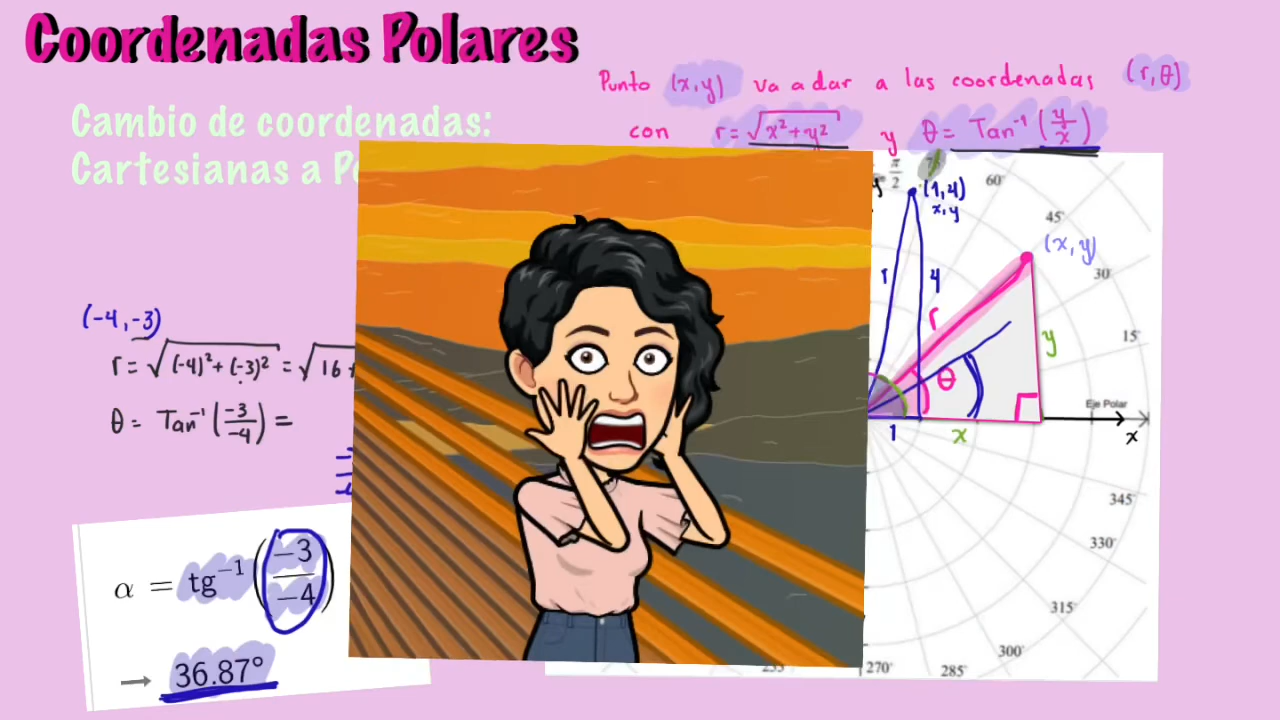 Coordenadas Polares
Punto (x,y) va a dar a las coordenadas (r,θ)
con r = √x²+y² y θ = Tan⁻¹ (y/x)
Cambio de coordenadas:
Cartesianas a
(-4,-3)
r = √(-4)²+(-3)² = √16
θ = Tan⁻¹ (-3/-4) =
α = tg⁻¹ (-3/-4)
→ 36.87°
π/2
(1,4)
x,y
60°
45°
(x,y)
30°
15°
r
4
r
θ
y
Eje Polar
x
1
x
345°
330°
315°
300°
285°
270°